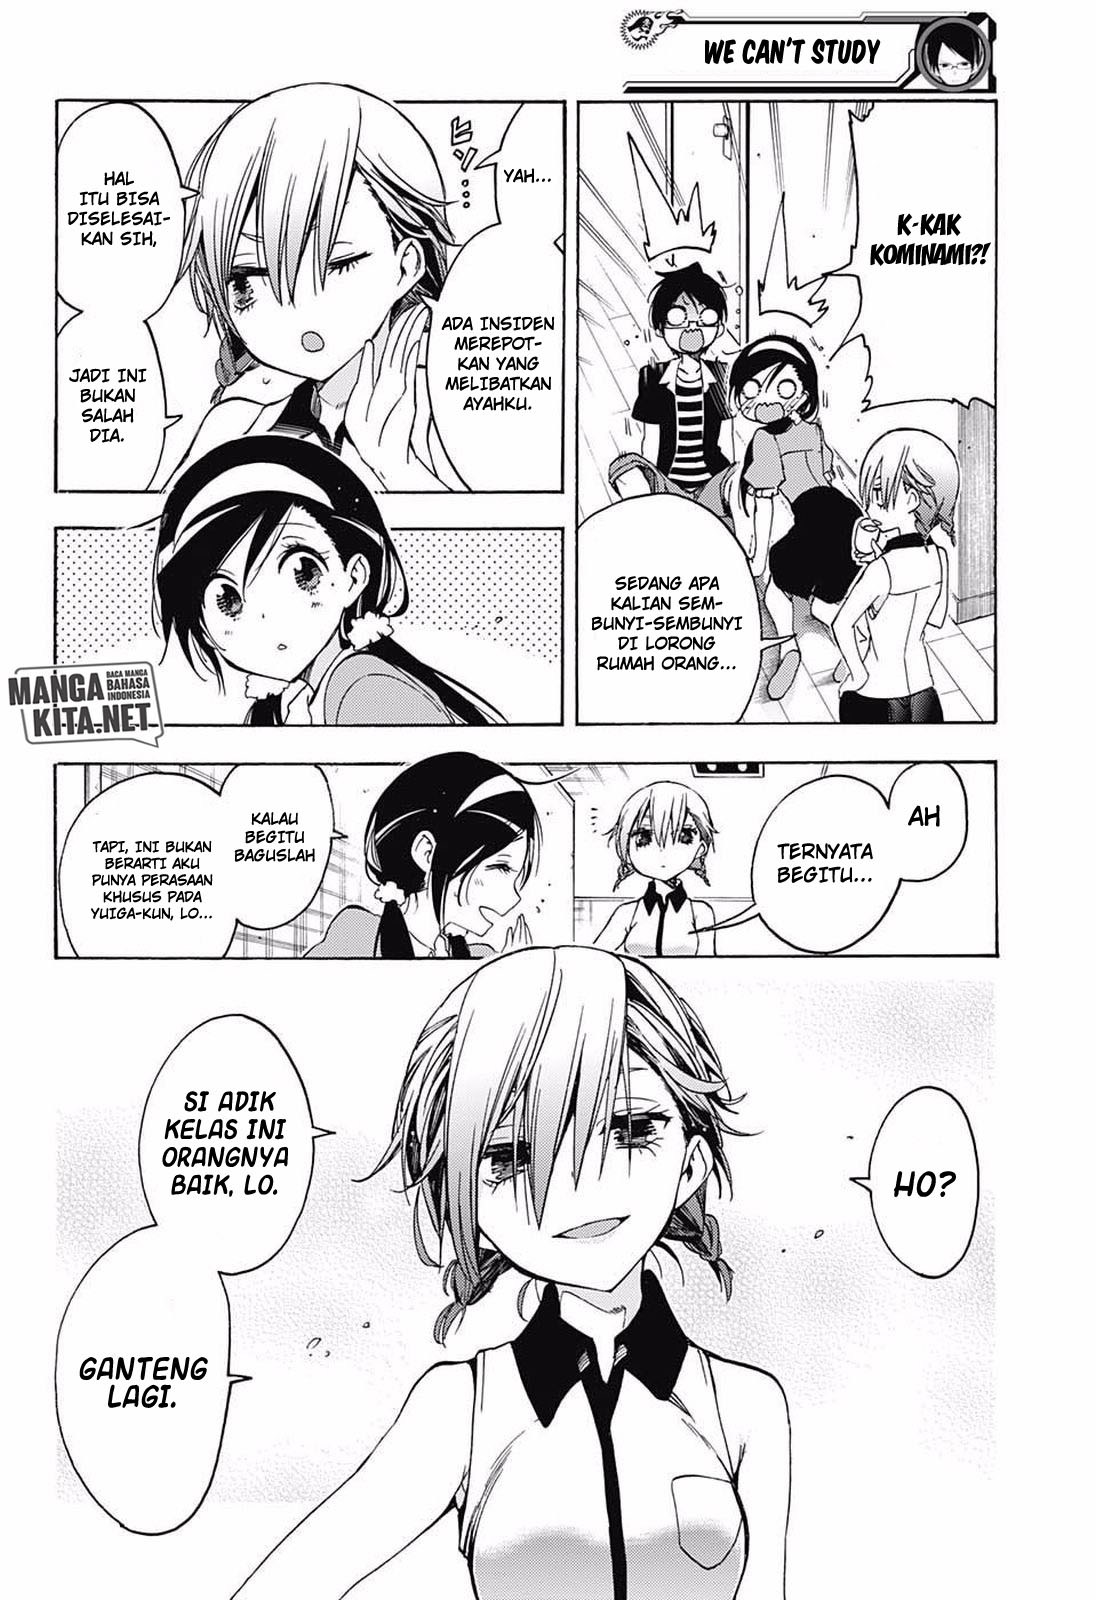 WE CAN'T STUDY
K-KAK
KOMINAMI?!
SEDANG APA
KALIAN SEM-
BUNYI-SEMBUNYI
DI LORONG
RUMAH ORANG...
YAH...
ADA INSIDEN
MEREPOT-
KAN YANG
MELIBATKAN
AYAHKU.
ヒソ...
HAL
ITU BISA
DISELESAI-
KAN SIH,
JADI INI
BUKAN
SALAH
DIA.
MANGA
KITA.NET
BACA MANGA
BAHASA
INDONESIA
AH
TERNYATA
BEGITU...
KALAU
BEGITU
BAGUSLAH
TAPI, INI BUKAN
BERARTI AKU
PUNYA PERASAAN
KHUSUS PADA
YUIGA-KUN, LO...
HO?
SI ADIK
KELAS INI
ORANGNYA
BAIK, LO.
GANTENG
LAGI.